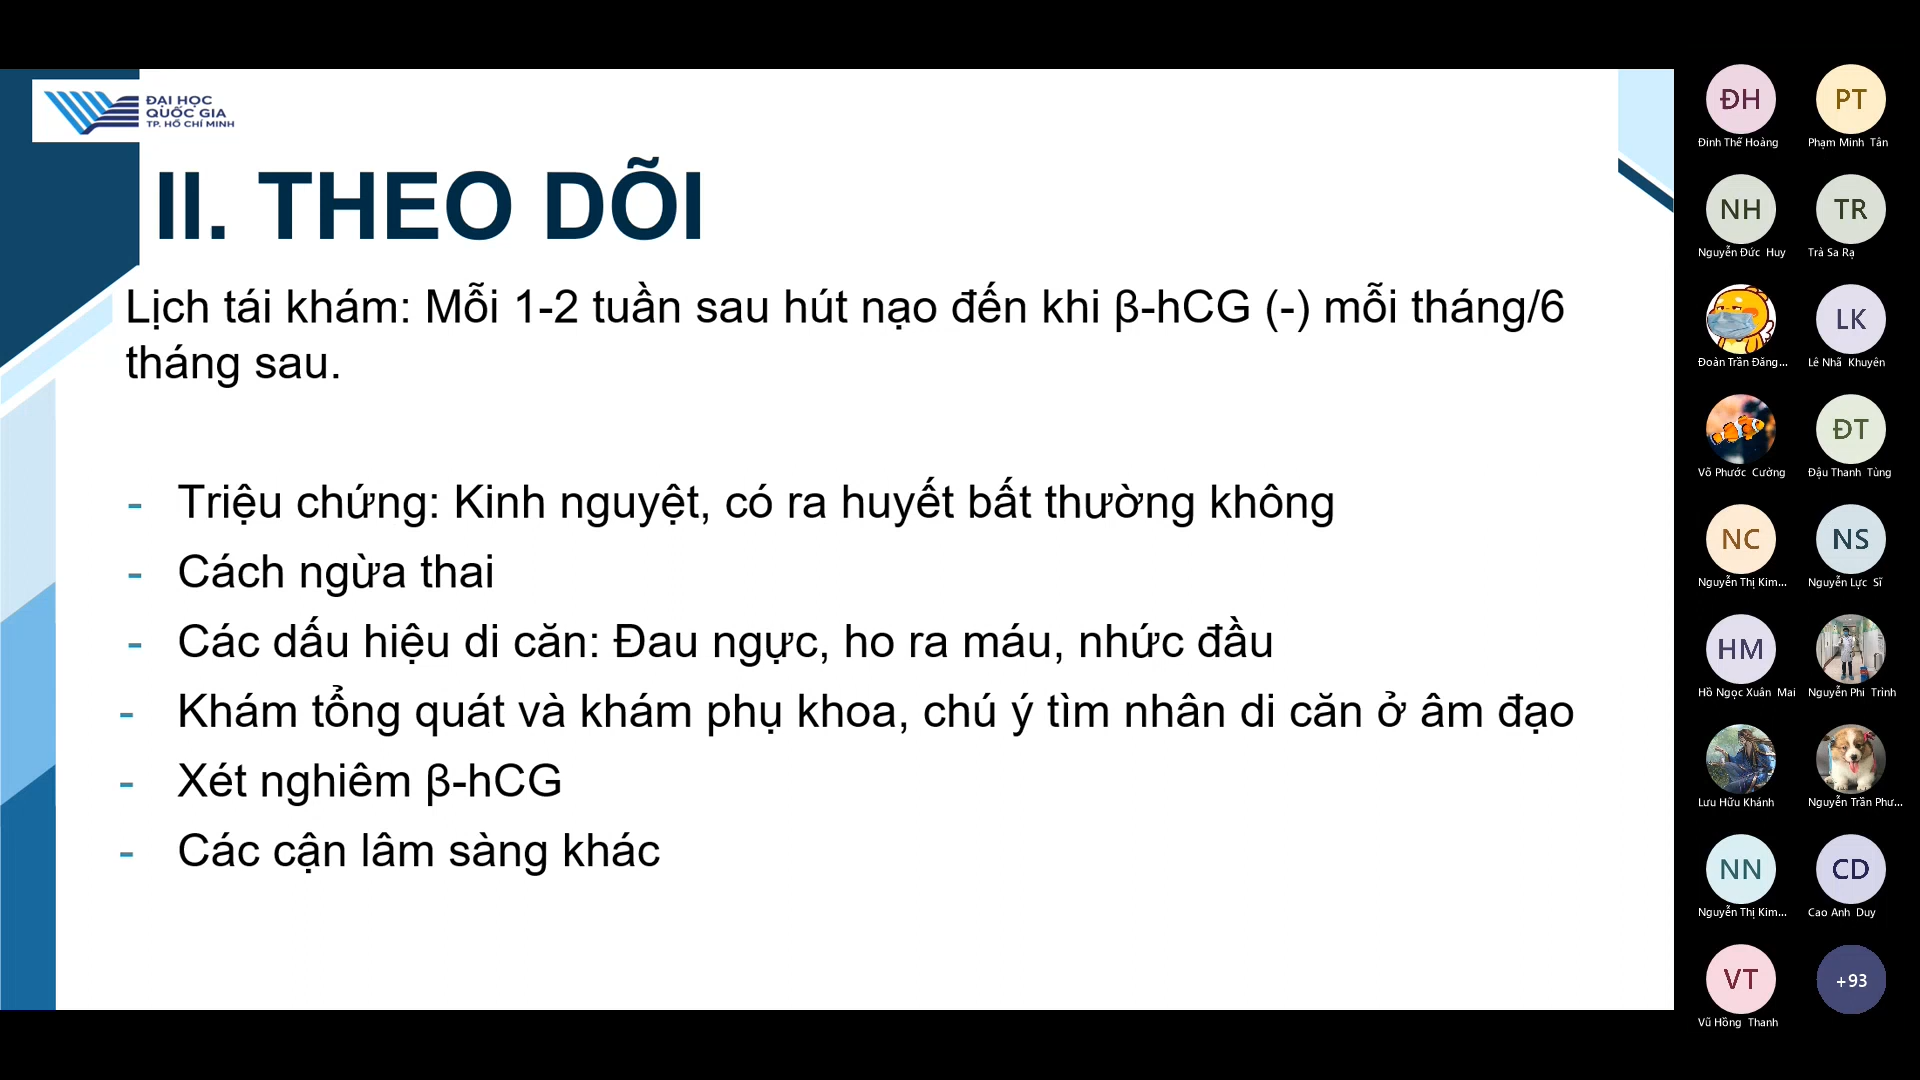 ĐẠI HỌC
QUỐC GIA
TP. HỒ CHÍ MINH
II. THEO DÕI
Lịch tái khám: Mỗi 1-2 tuần sau hút nạo đến khi β-hCG (-) mỗi tháng/6
tháng sau.
- Triệu chứng: Kinh nguyệt, có ra huyết bất thường không
- Cách ngừa thai
- Các dấu hiệu di căn: Đau ngực, ho ra máu, nhức đầu
- Khám tổng quát và khám phụ khoa, chú ý tìm nhân di căn ở âm đạo
- Xét nghiêm β-hCG
- Các cận lâm sàng khác
ĐH
Đinh Thế Hoàng
PT
Phạm Minh Tân
NH
Nguyễn Đức Huy
TR
Trà Sa Rạ
Đoàn Trần Đăng...
LK
Lê Nhã Khuyên
Võ Phước Cường
ĐT
Đậu Thanh Tùng
NC
Nguyễn Thị Kim...
NS
Nguyễn Lực Sĩ
HM
Hồ Ngọc Xuân Mai
Nguyễn Phi Trình
Lưu Hữu Khánh
Nguyễn Trần Phư...
NN
Nguyễn Thị Kim...
CD
Cao Anh Duy
VT
Vũ Hồng Thanh
+93